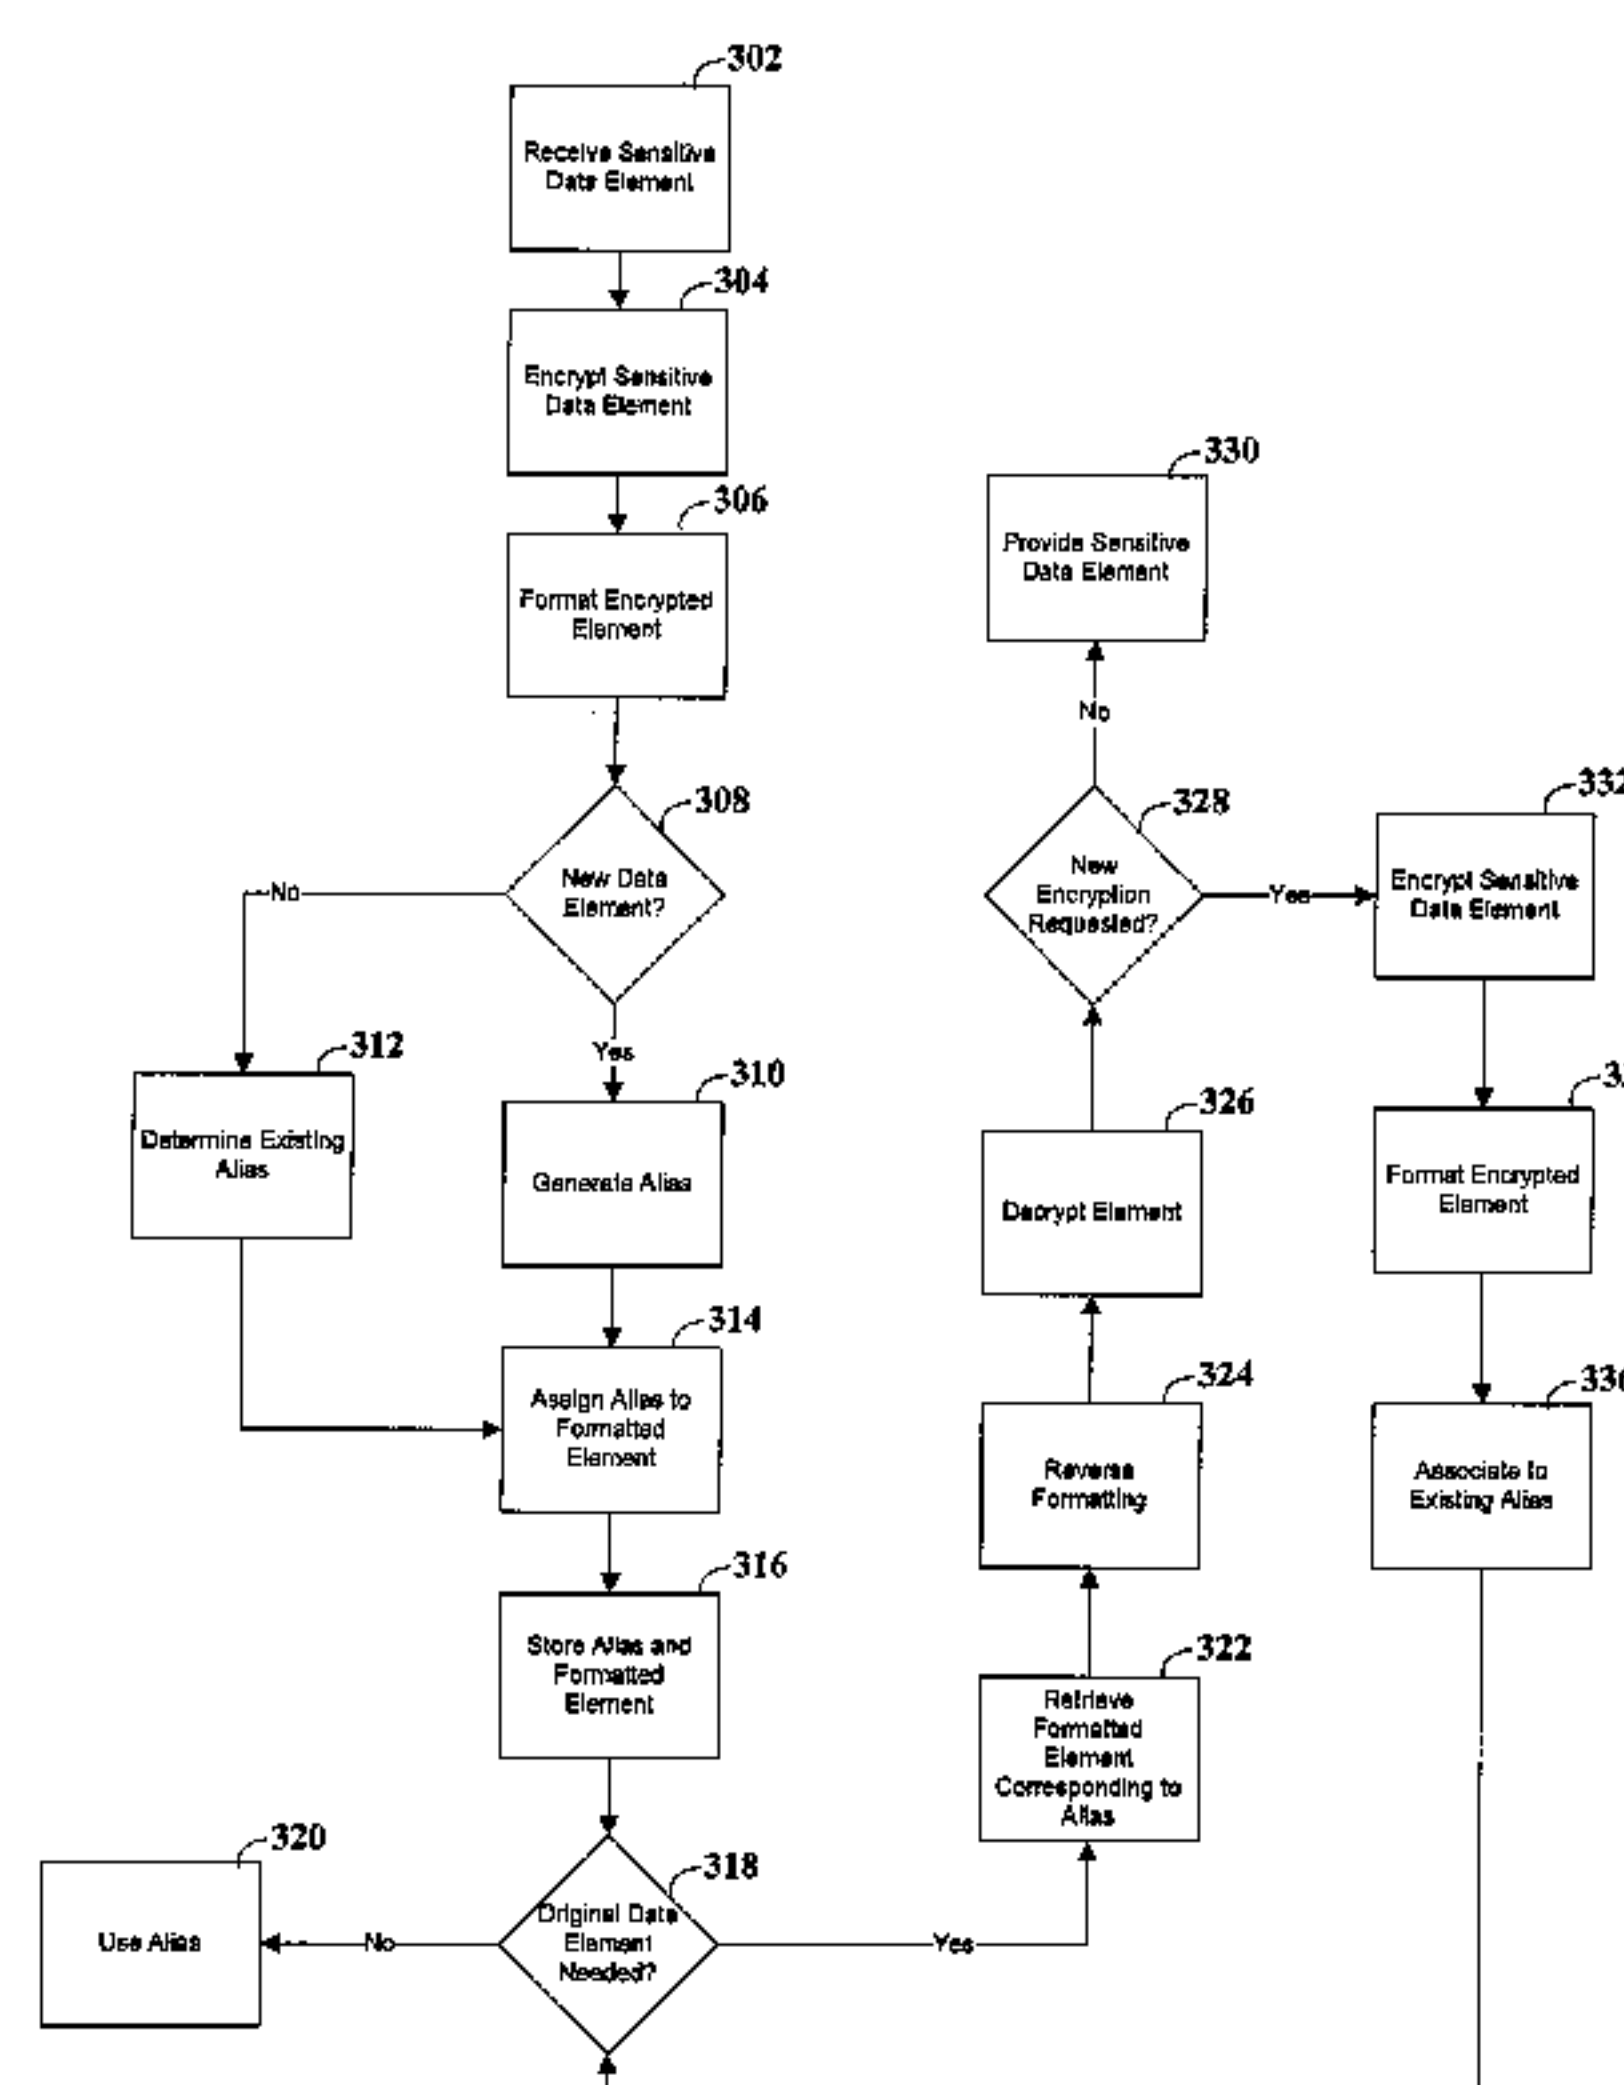 302
Receive Sensitive
Data Element
304
Encrypt Sensitive
Data Element
306
Format Encrypted
Element
308
New Data
Element?
No
Yes
312
Determine Existing
Alias
310
Generate Alias
314
Assign Alias to
Formatted
Element
316
Store Alias and
Formatted
Element
318
Original Data
Element
Needed?
No
320
Use Alias
Yes
322
Retrieve
Formatted
Element
Corresponding to
Alias
324
Reverse
Formatting
326
Decrypt Element
328
New
Encryption
Requested?
No
330
Provide Sensitive
Data Element
Yes
332
Encrypt Sensitive
Data Element
3
Format Encrypted
Element
336
Associate to
Existing Alias